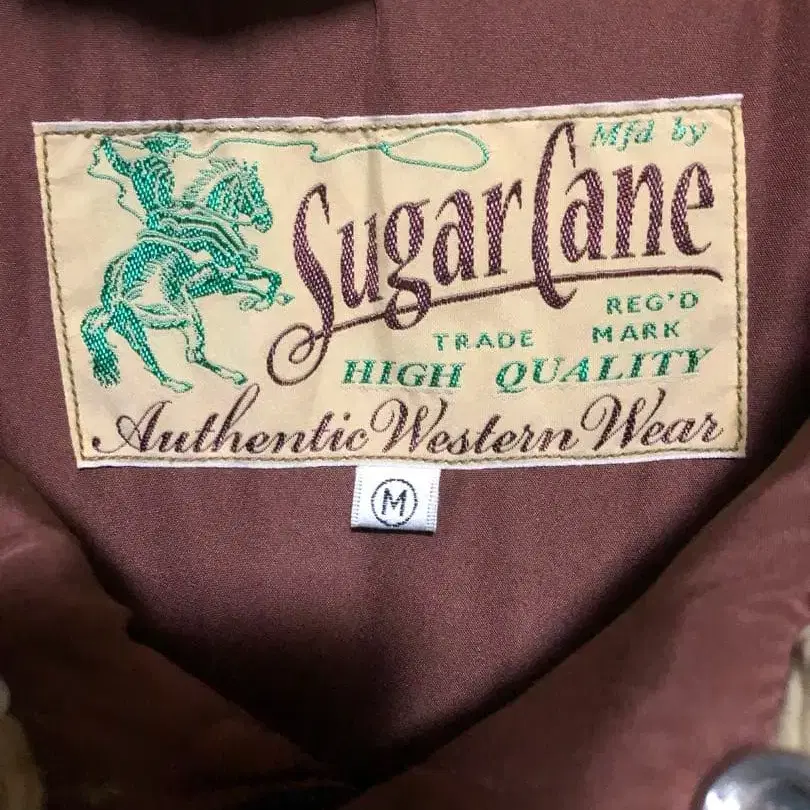 Mfd by
Sugar Cane
REG'D
TRADE MARK
HIGH QUALITY
Authentic Western Wear
M